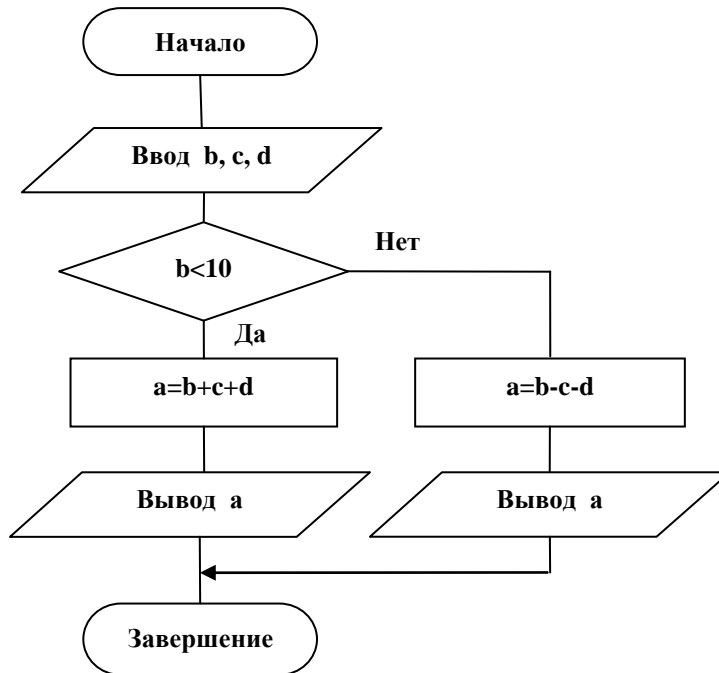 Начало
Ввод b, c, d
b<10
Нет
Да
a=b+c+d
a=b-c-d
Вывод a
Вывод a
Завершение